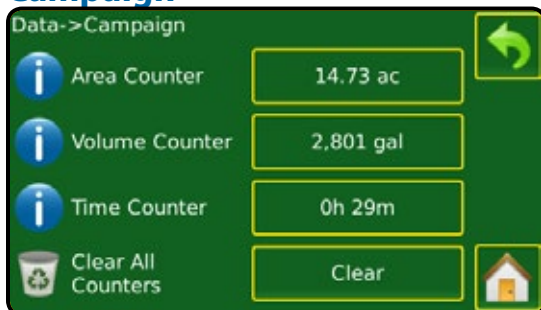 Data->Campaign
Area Counter 14.73 ac
Volume Counter 2,801 gal
Time Counter 0h 29m
Clear All
Counters Clear